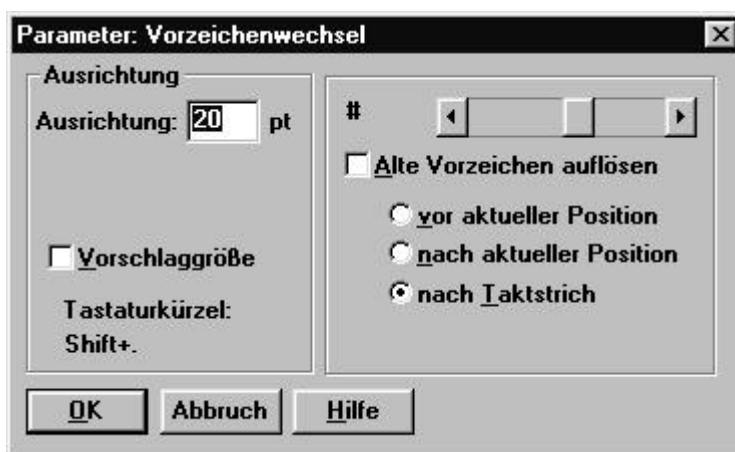 Parameter: Vorzeichenwechsel
Ausrichtung
Ausrichtung: 20 pt
Vorschlaggröße
Tastaturkürzel:
Shift+.
#
Alte Vorzeichen auflösen
vor aktueller Position
nach aktueller Position
nach Taktstrich
OK Abbruch Hilfe